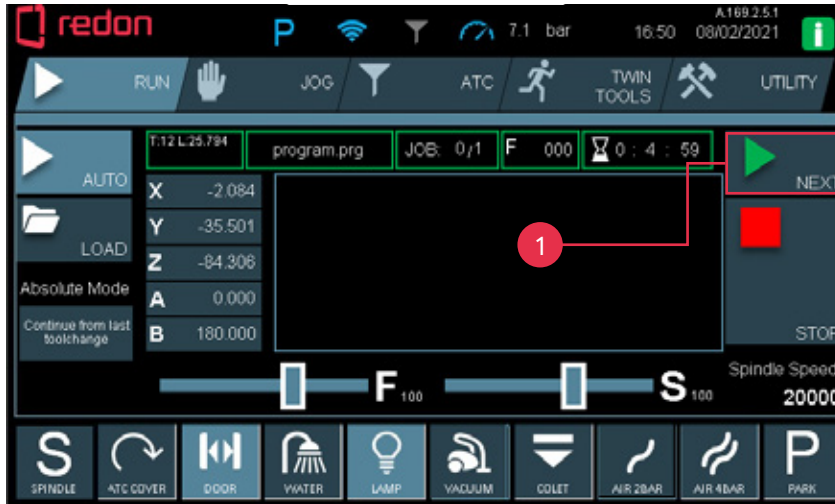 redon
P
7.1 bar
16:50
A.169.2.5.1
08/02/2021
i
RUN
JOG
ATC
TWIN
TOOLS
UTILITY
AUTO
T:12 L:25.794
program.prg
JOB: 0/1
F 000
0 : 4 : 59
NEXT
1
LOAD
X -2.084
Y -35.501
Z -84.306
A 0.000
B 180.000
Absolute Mode
Continue from last
toolchange
STOP
F 100
S 100
Spindle Speed
20000
S
SPINDLE
ATC COVER
DOOR
WATER
LAMP
VACUUM
COLET
AIR 2BAR
AIR 4BAR
P
PARK